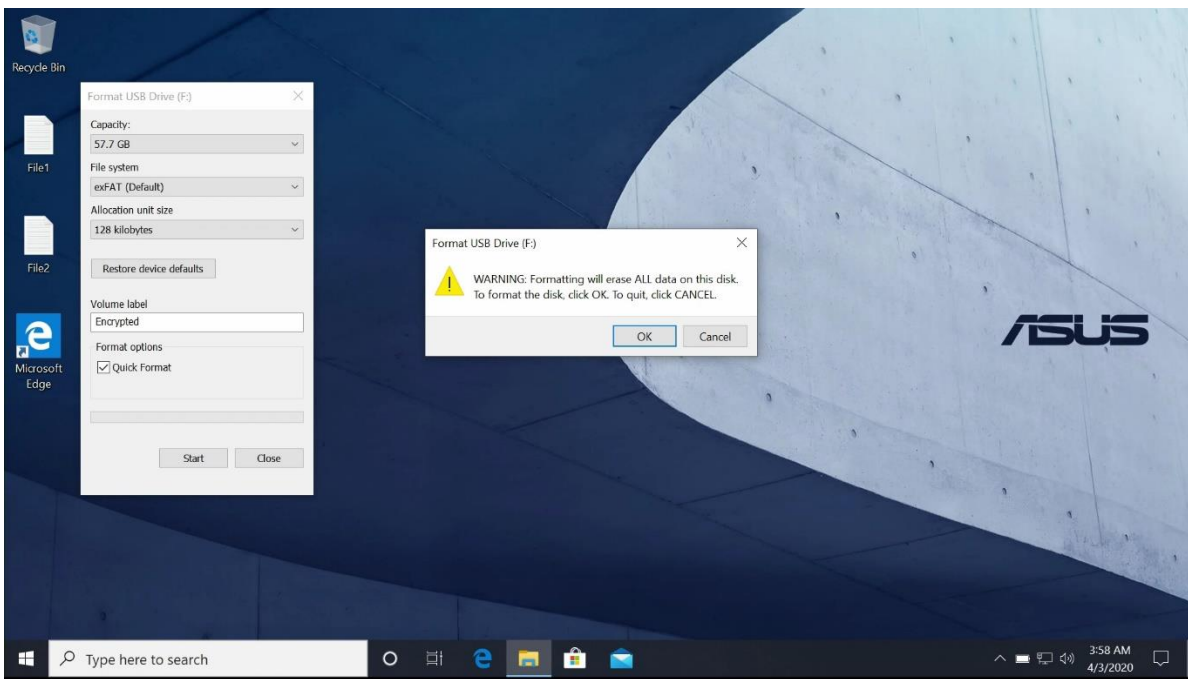 Recycle Bin
File1
File2
Microsoft
Edge
Format USB Drive (F:)
Capacity:
57.7 GB
File system
exFAT (Default)
Allocation unit size
128 kilobytes
Restore device defaults
Volume label
Encrypted
Format options
Quick Format
Start Close
Format USB Drive (F:)
WARNING: Formatting will erase ALL data on this disk.
To format the disk, click OK. To quit, click CANCEL.
OK Cancel
ASUS
Type here to search
3:58 AM
4/3/2020